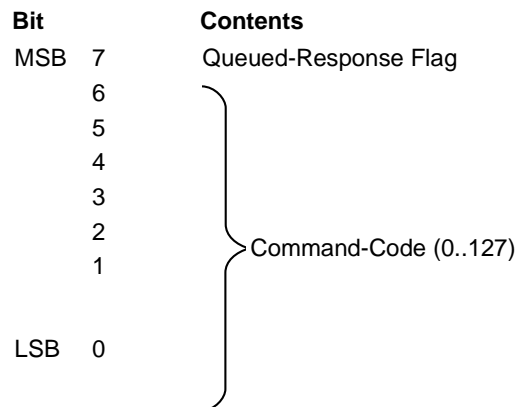 Bit Contents
MSB 7 Queued-Response Flag
6
5
4
3
2
Command-Code (0..127)
1
LSB 0